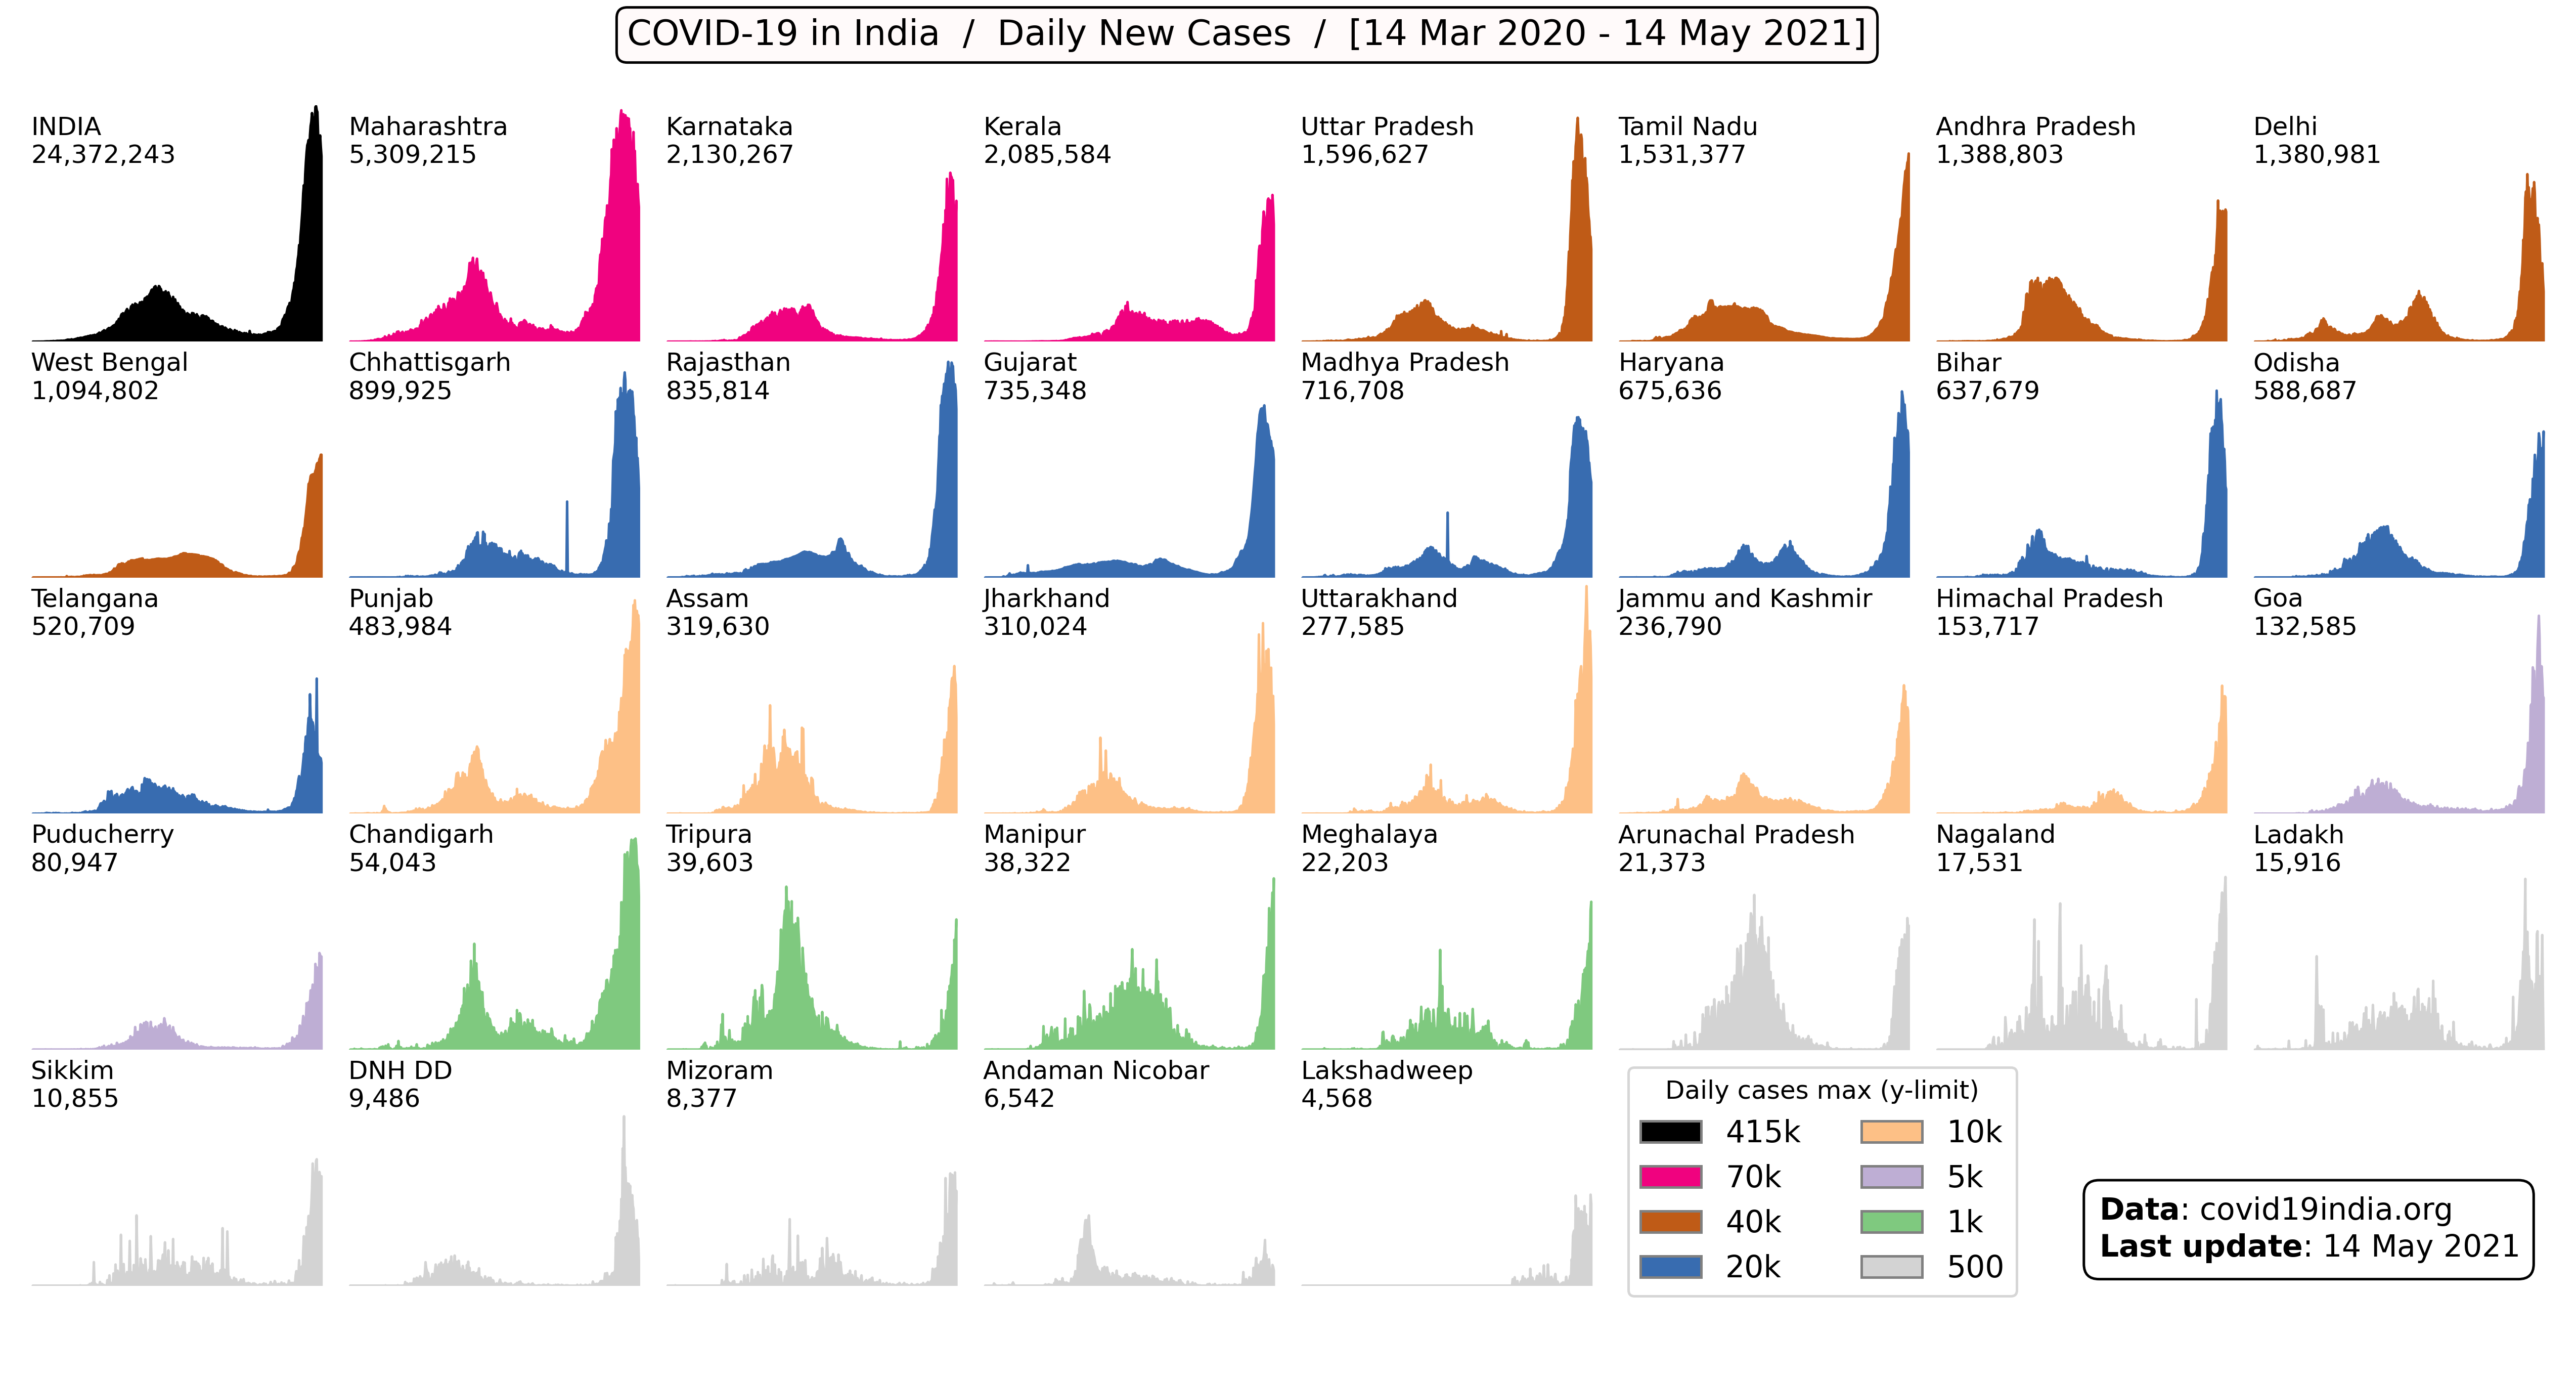 COVID-19 in India / Daily New Cases / [14 Mar 2020 - 14 May 2021]
INDIA
24,372,243
Maharashtra
5,309,215
Karnataka
2,130,267
Kerala
2,085,584
Uttar Pradesh
1,596,627
Tamil Nadu
1,531,377
Andhra Pradesh
1,388,803
Delhi
1,380,981
West Bengal
1,094,802
Chhattisgarh
899,925
Rajasthan
835,814
Gujarat
735,348
Madhya Pradesh
716,708
Haryana
675,636
Bihar
637,679
Odisha
588,687
Telangana
520,709
Punjab
483,984
Assam
319,630
Jharkhand
310,024
Uttarakhand
277,585
Jammu and Kashmir
236,790
Himachal Pradesh
153,717
Goa
132,585
Puducherry
80,947
Chandigarh
54,043
Tripura
39,603
Manipur
38,322
Meghalaya
22,203
Arunachal Pradesh
21,373
Nagaland
17,531
Ladakh
15,916
Sikkim
10,855
DNH DD
9,486
Mizoram
8,377
Andaman Nicobar
6,542
Lakshadweep
4,568
Daily cases max (y-limit)
415k
70k
40k
20k
10k
5k
1k
500
Data: covid19india.org
Last update: 14 May 2021